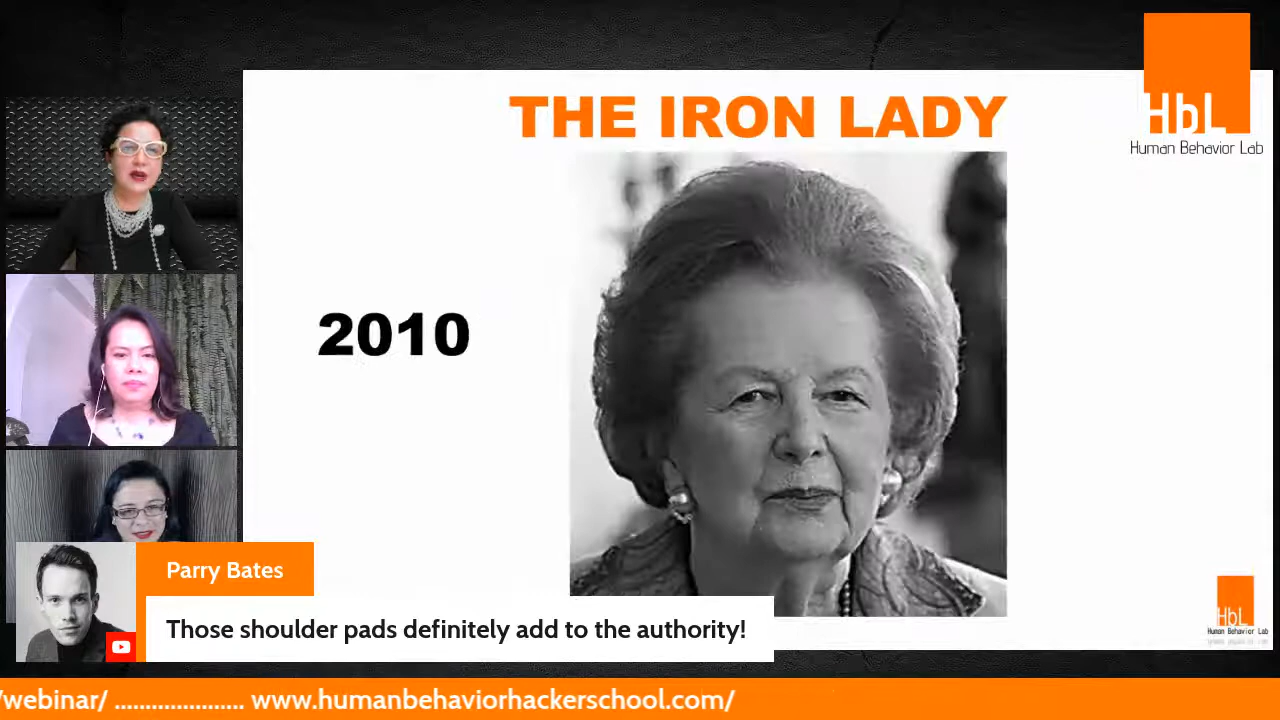 THE IRON LADY
HbL
Human Behavior Lab
2010
Parry Bates
Those shoulder pads definitely add to the authority!
HbL
Human Behavior Lab
/webinar/ ..................... www.humanbehaviorhackerschool.com/